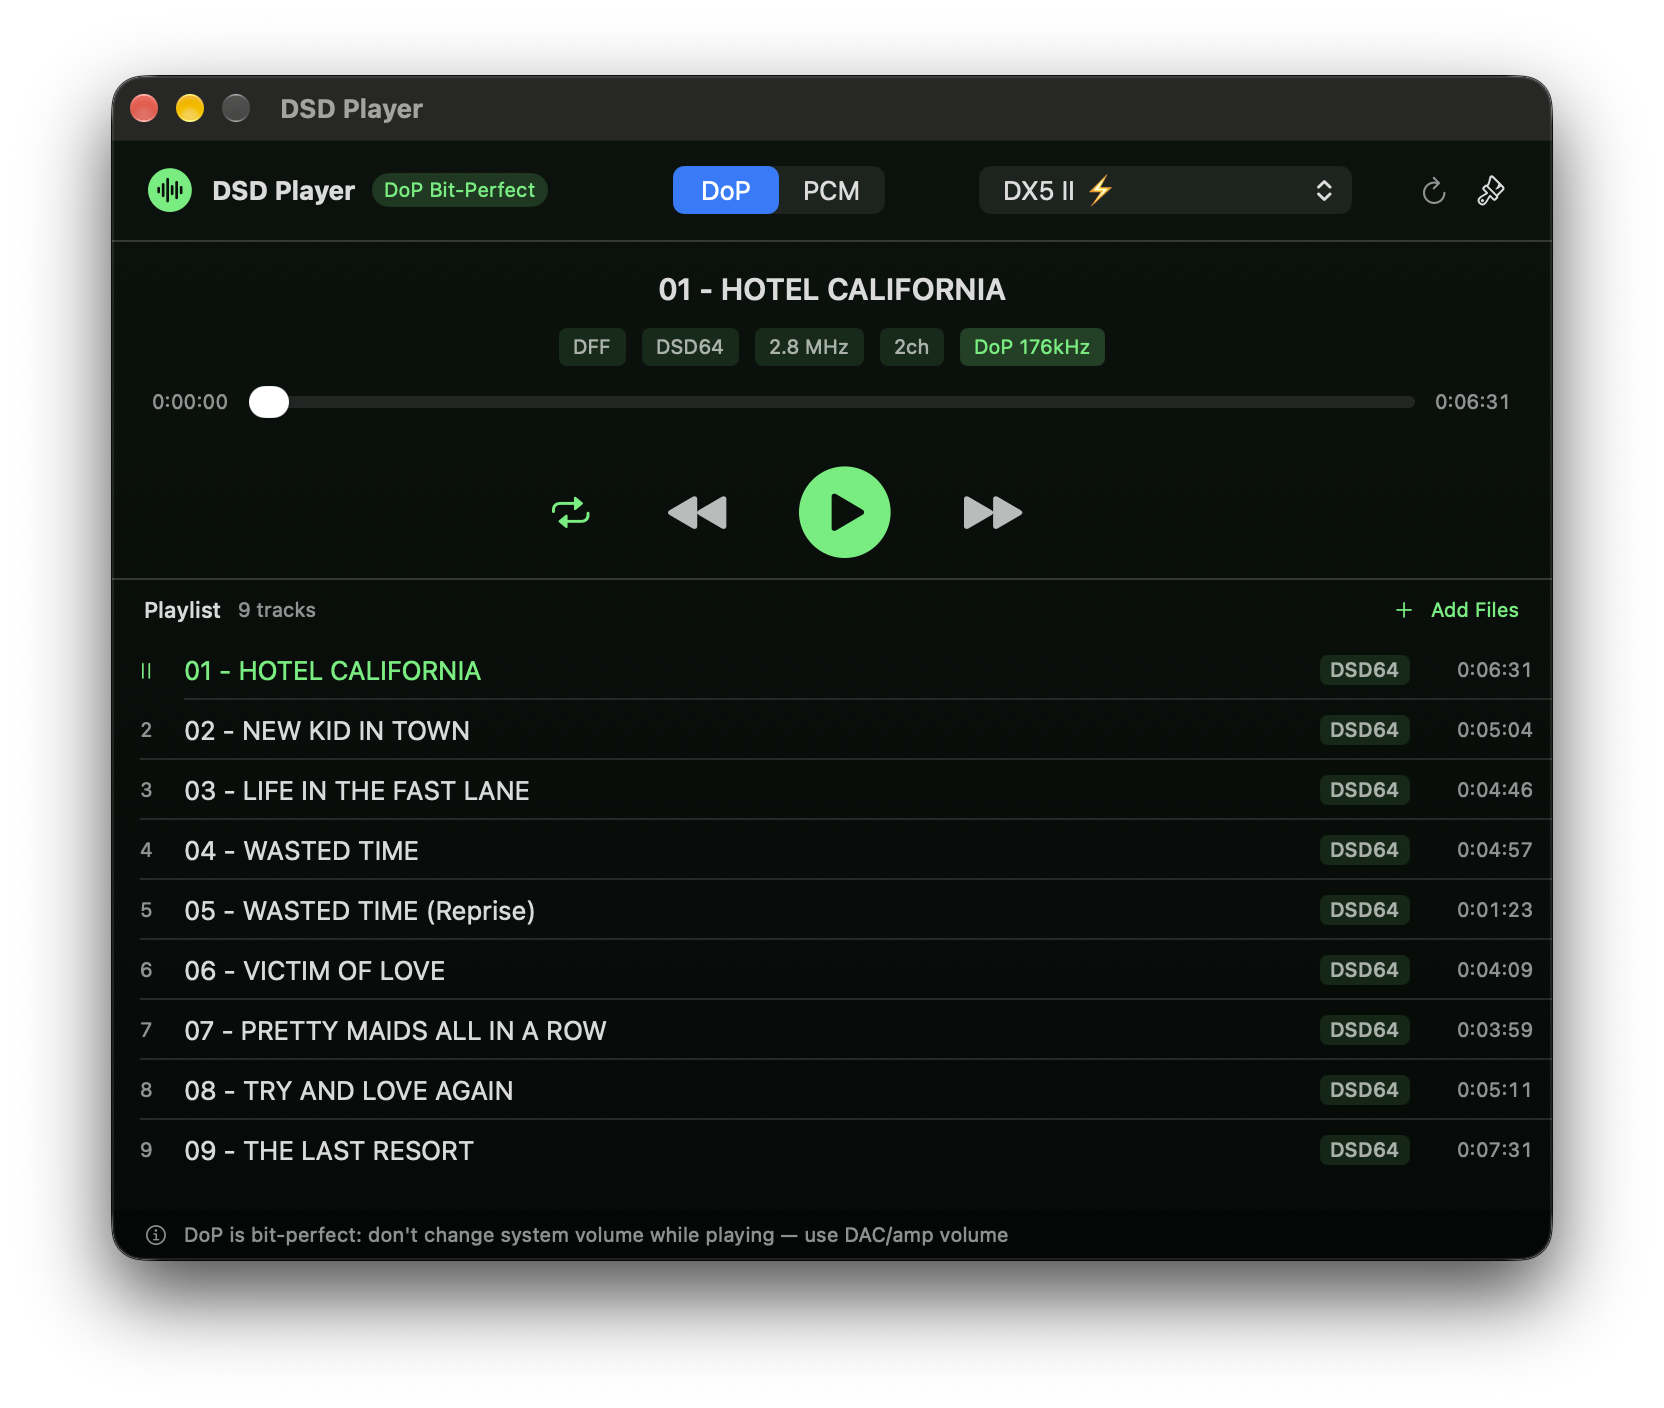 DSD Player
DSD Player DoP Bit-Perfect DoP PCM DX5 II ⚡
01 - HOTEL CALIFORNIA
DFF DSD64 2.8 MHz 2ch DoP 176kHz
0:00:00 0:06:31
Playlist 9 tracks + Add Files
01 - HOTEL CALIFORNIA DSD64 0:06:31
2 02 - NEW KID IN TOWN DSD64 0:05:04
3 03 - LIFE IN THE FAST LANE DSD64 0:04:46
4 04 - WASTED TIME DSD64 0:04:57
5 05 - WASTED TIME (Reprise) DSD64 0:01:23
6 06 - VICTIM OF LOVE DSD64 0:04:09
7 07 - PRETTY MAIDS ALL IN A ROW DSD64 0:03:59
8 08 - TRY AND LOVE AGAIN DSD64 0:05:11
9 09 - THE LAST RESORT DSD64 0:07:31
DoP is bit-perfect: don't change system volume while playing — use DAC/amp volume